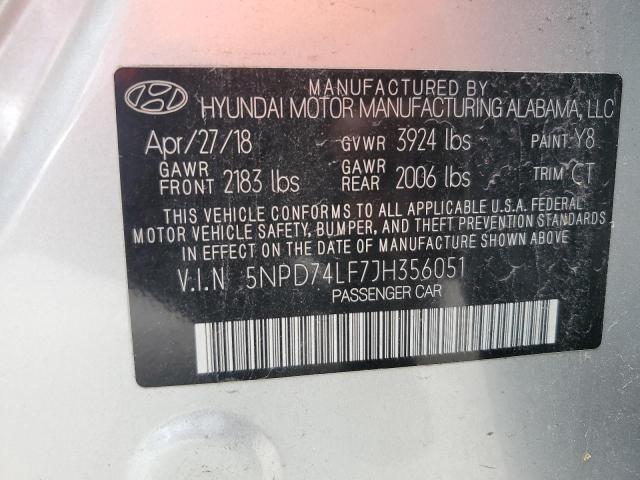 MANUFACTURED BY
HYUNDAI MOTOR MANUFACTURING ALABAMA, LLC
Apr/27/18 GVWR 3924 lbs PAINT Y8
GAWR FRONT 2183 lbs GAWR REAR 2006 lbs TRIM CT
THIS VEHICLE CONFORMS TO ALL APPLICABLE U.S.A. FEDERAL
MOTOR VEHICLE SAFETY, BUMPER, AND THEFT PREVENTION STANDARDS
IN EFFECT ON THE DATE OF MANUFACTURE SHOWN ABOVE.
V.I.N 5NPD74LF7JH356051
PASSENGER CAR